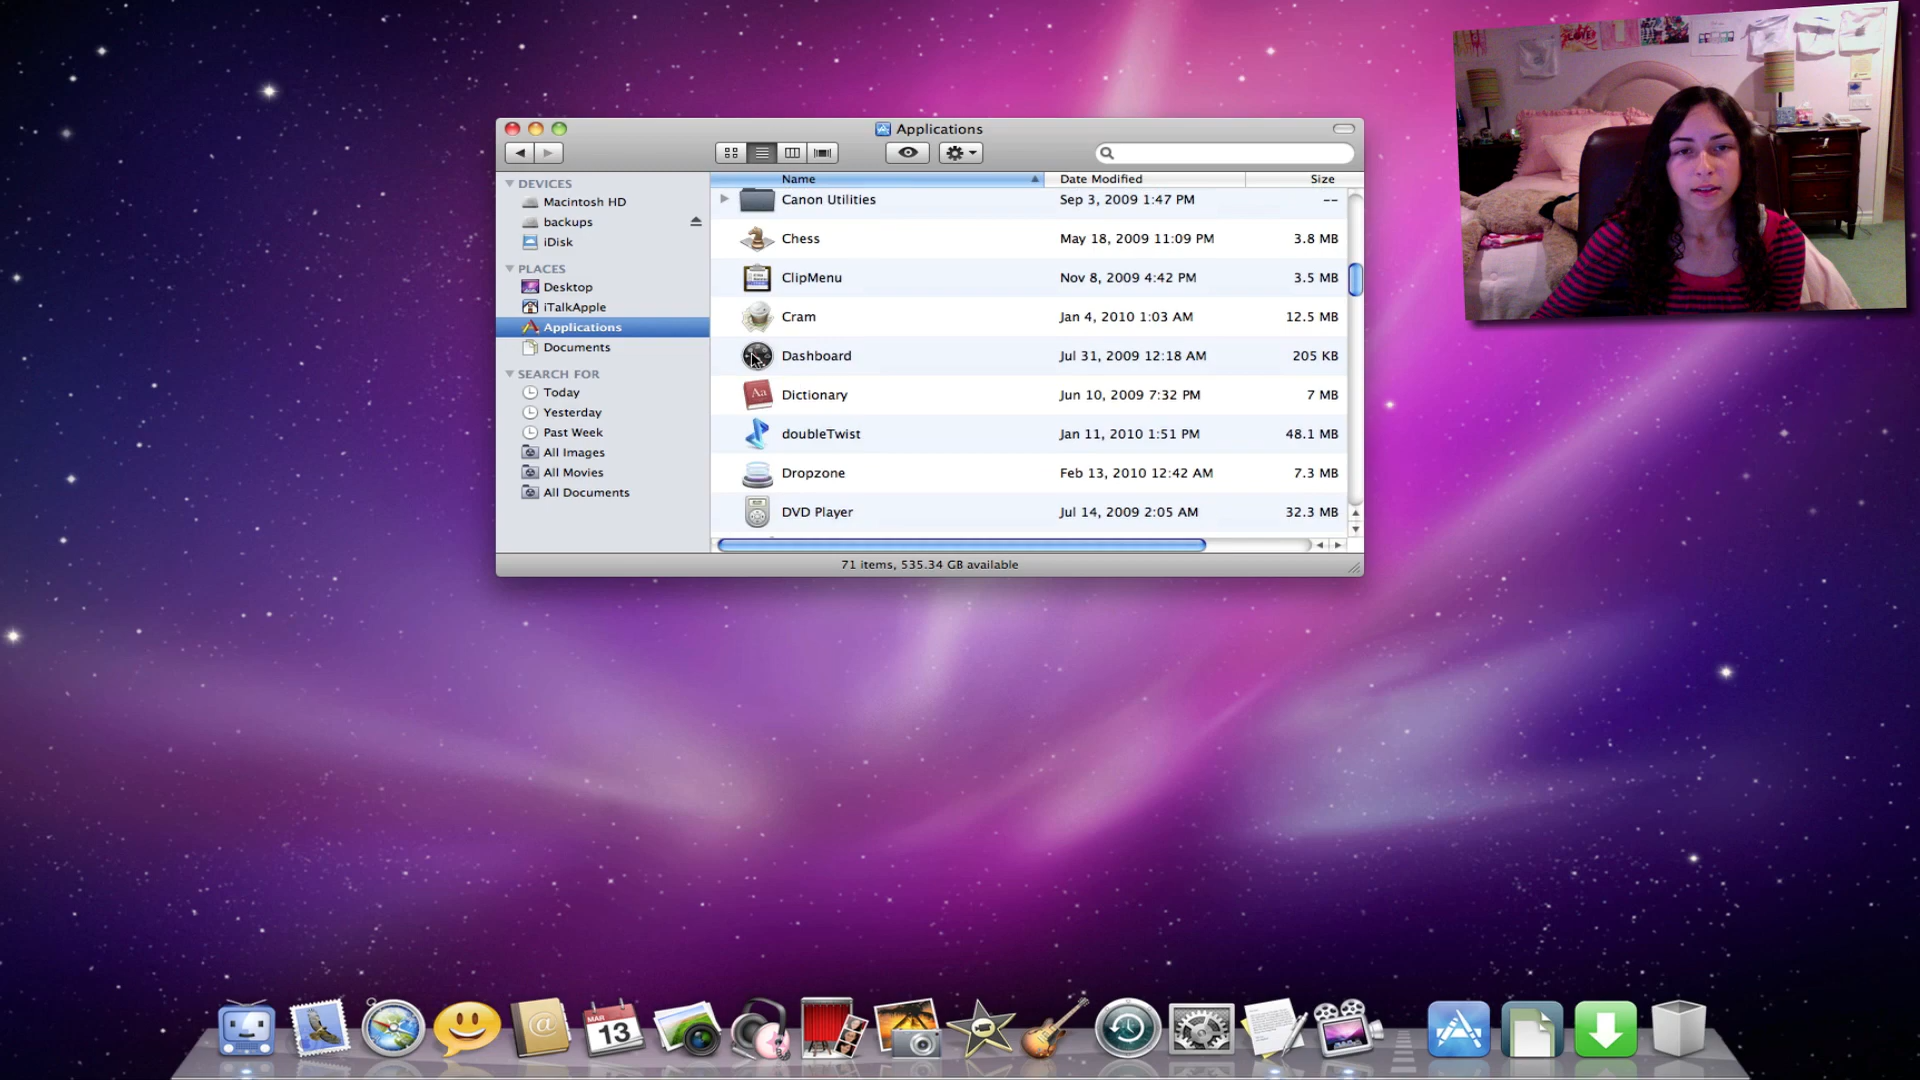 Applications
DEVICES
Macintosh HD
backups
iDisk
PLACES
Desktop
iTalkApple
Applications
Documents
SEARCH FOR
Today
Yesterday
Past Week
All Images
All Movies
All Documents
Name Date Modified Size
Canon Utilities Sep 3, 2009 1:47 PM --
Chess May 18, 2009 11:09 PM 3.8 MB
ClipMenu Nov 8, 2009 4:42 PM 3.5 MB
Cram Jan 4, 2010 1:03 AM 12.5 MB
Dashboard Jul 31, 2009 12:18 AM 205 KB
Dictionary Jun 10, 2009 7:32 PM 7 MB
doubleTwist Jan 11, 2010 1:51 PM 48.1 MB
Dropzone Feb 13, 2010 12:42 AM 7.3 MB
DVD Player Jul 14, 2009 2:05 AM 32.3 MB
71 items, 535.34 GB available
Aa
@
MAR
13